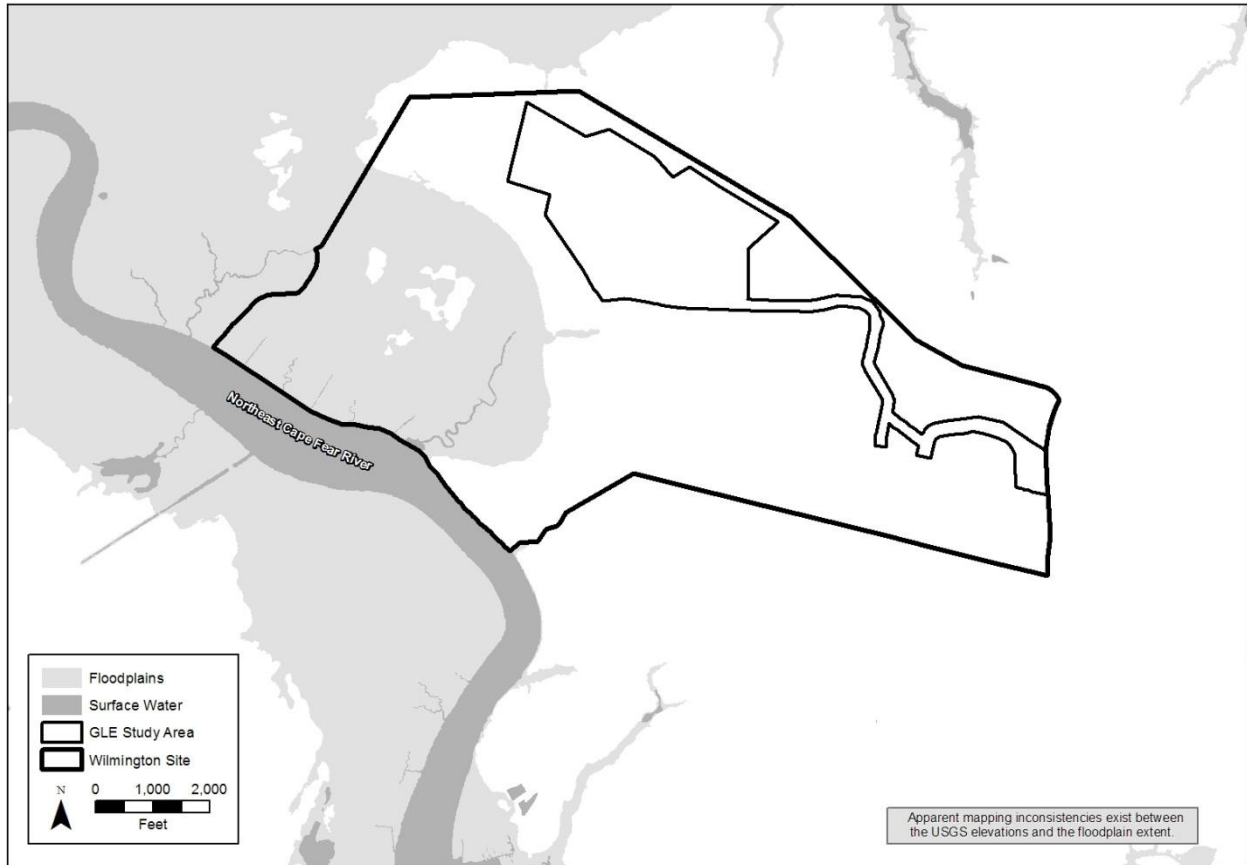 Northeast Cape Fear River
Floodplains
Surface Water
GLE Study Area
Wilmington Site
N
0 1,000 2,000
Feet
Apparent mapping inconsistencies exist between
the USGS elevations and the floodplain extent.